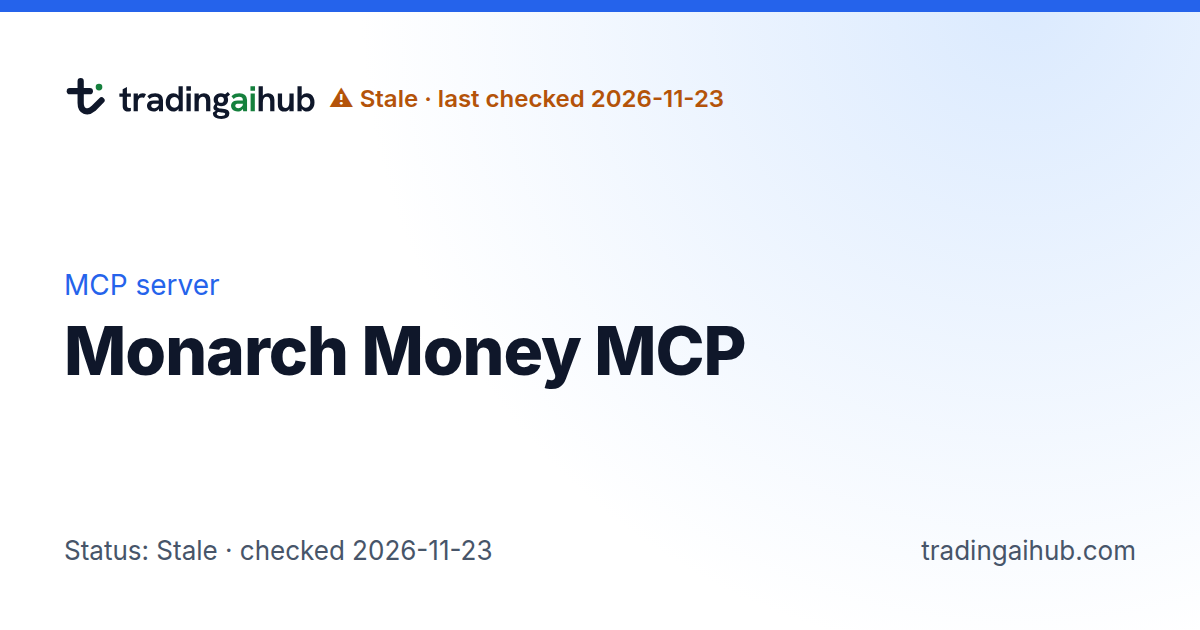 tradingaihub ⚠ Stale · last checked 2026-11-23
MCP server
Monarch Money MCP
Status: Stale · checked 2026-11-23
tradingaihub.com